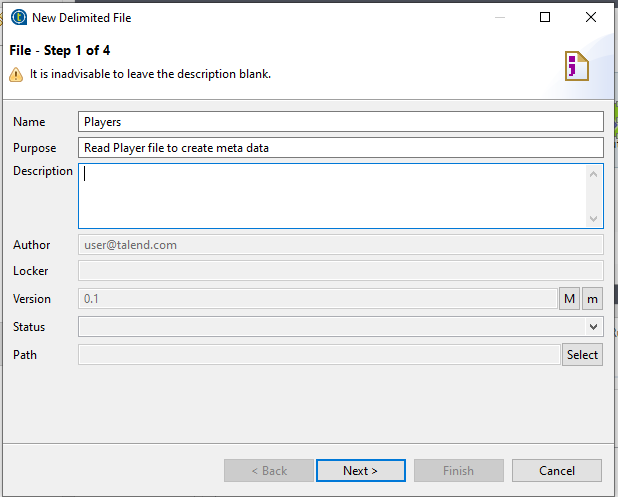 New Delimited File
File - Step 1 of 4
It is inadvisable to leave the description blank.
Name Players
Purpose Read Player file to create meta data
Description
Author user@talend.com
Locker
Version 0.1 M m
Status
Path Select
< Back Next > Finish Cancel